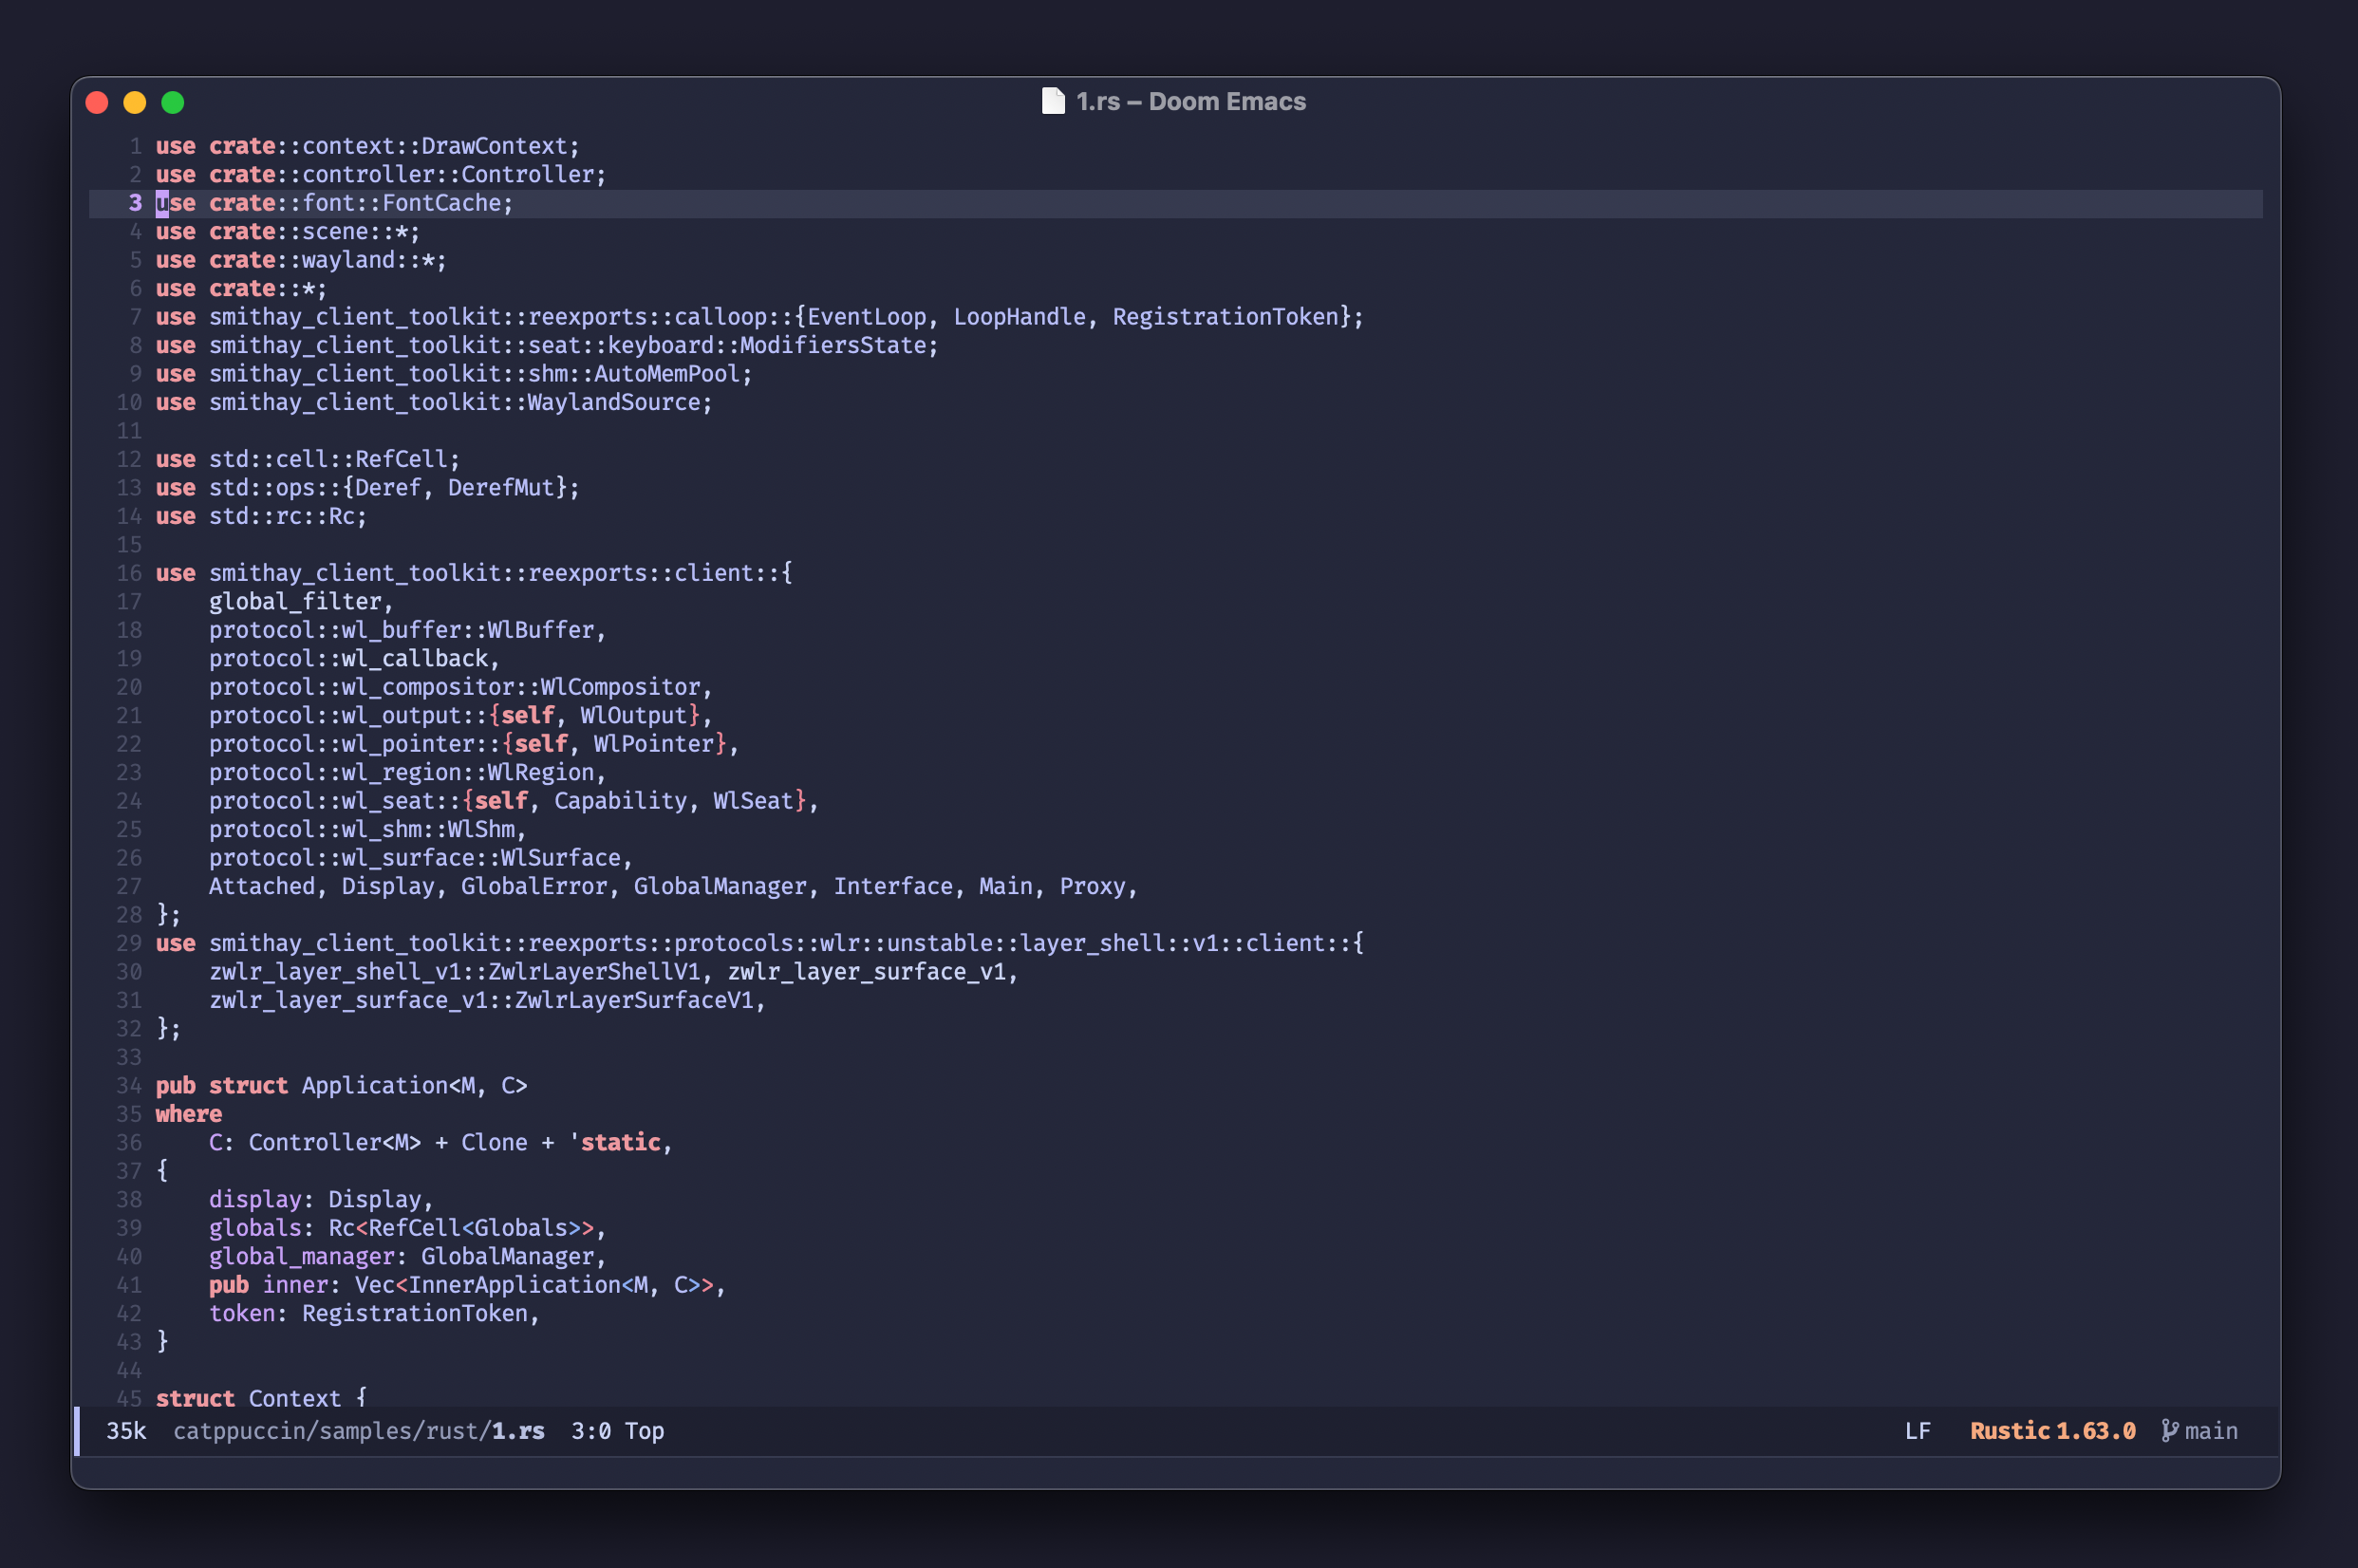 1.rs – Doom Emacs
1 use crate::context::DrawContext;
2 use crate::controller::Controller;
3 use crate::font::FontCache;
4 use crate::scene::*;
5 use crate::wayland::*;
6 use crate::*;
7 use smithay_client_toolkit::reexports::calloop::{EventLoop, LoopHandle, RegistrationToken};
8 use smithay_client_toolkit::seat::keyboard::ModifiersState;
9 use smithay_client_toolkit::shm::AutoMemPool;
10 use smithay_client_toolkit::WaylandSource;
11
12 use std::cell::RefCell;
13 use std::ops::{Deref, DerefMut};
14 use std::rc::Rc;
15
16 use smithay_client_toolkit::reexports::client::{
17     global_filter,
18     protocol::wl_buffer::WlBuffer,
19     protocol::wl_callback,
20     protocol::wl_compositor::WlCompositor,
21     protocol::wl_output::{self, WlOutput},
22     protocol::wl_pointer::{self, WlPointer},
23     protocol::wl_region::WlRegion,
24     protocol::wl_seat::{self, Capability, WlSeat},
25     protocol::wl_shm::WlShm,
26     protocol::wl_surface::WlSurface,
27     Attached, Display, GlobalError, GlobalManager, Interface, Main, Proxy,
28 };
29 use smithay_client_toolkit::reexports::protocols::wlr::unstable::layer_shell::v1::client::{
30     zwlr_layer_shell_v1::ZwlrLayerShellV1, zwlr_layer_surface_v1,
31     zwlr_layer_surface_v1::ZwlrLayerSurfaceV1,
32 };
33
34 pub struct Application<M, C>
35 where
36     C: Controller<M> + Clone + 'static,
37 {
38     display: Display,
39     globals: Rc<RefCell<Globals>>,
40     global_manager: GlobalManager,
41     pub inner: Vec<InnerApplication<M, C>>,
42     token: RegistrationToken,
43 }
44
45 struct Context {
35k catppuccin/samples/rust/1.rs 3:0 Top LF Rustic 1.63.0 main